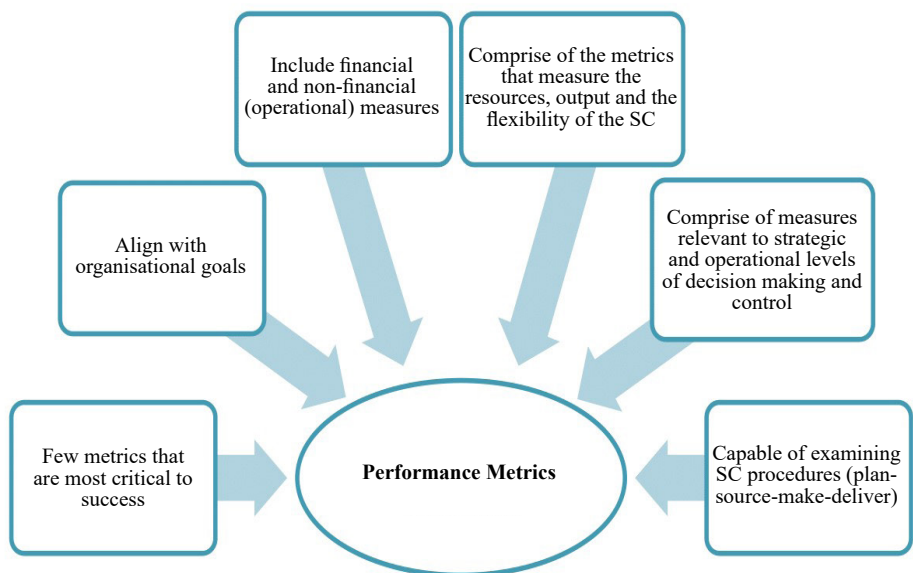 Include financial
and non-financial
(operational) measures
Comprise of the metrics
that measure the
resources, output and the
flexibility of the SC
Align with
organisational goals
Comprise of measures
relevant to strategic
and operational levels
of decision making and
control
Few metrics that
are most critical to
success
Performance Metrics
Capable of examining
SC procedures (plan-
source-make-deliver)